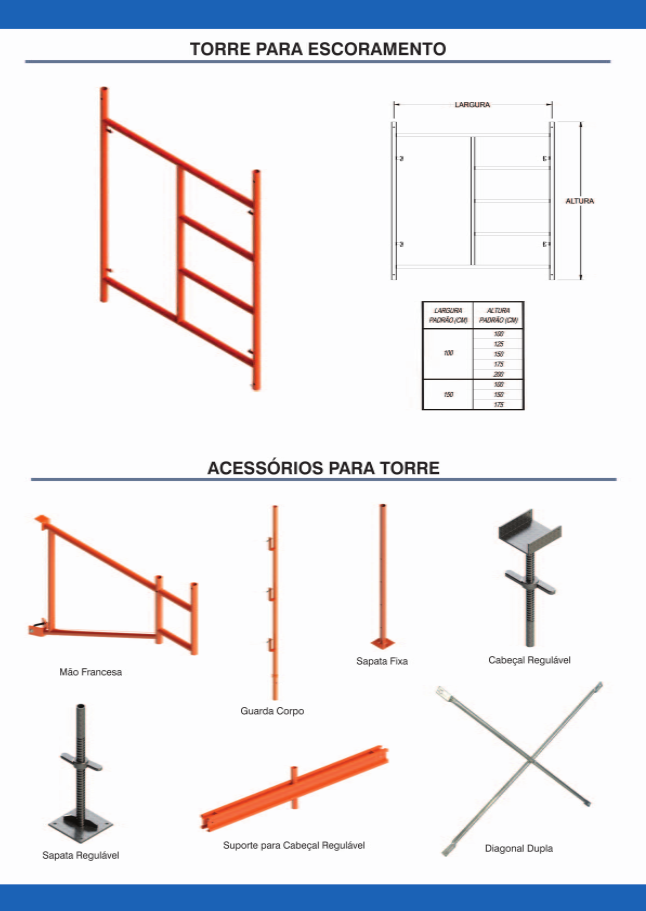 TORRE PARA ESCORAMENTO
LARGURA
ALTURA
LARGURA PADRÃO (CM)
ALTURA PADRÃO (CM)
100
100
125
150
175
200
150
100
150
175
ACESSÓRIOS PARA TORRE
Mão Francesa
Guarda Corpo
Sapata Fixa
Cabeçal Regulável
Sapata Regulável
Suporte para Cabeçal Regulável
Diagonal Dupla